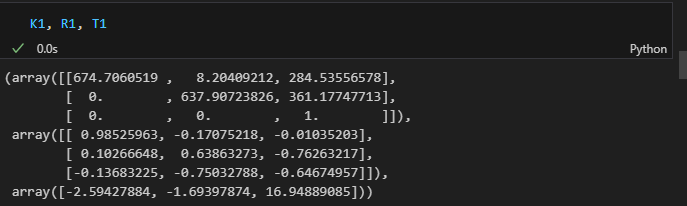 K1, R1, T1
✓ 0.0s Python
(array([[674.7060519 ,   8.20409212, 284.53556578],
        [  0.        , 637.90723826, 361.17747713],
        [  0.        ,   0.        ,   1.        ]]),
 array([[ 0.98525963, -0.17075218, -0.01035203],
        [ 0.10266648,  0.63863273, -0.76263217],
        [-0.13683225, -0.75032788, -0.64674957]]),
 array([-2.59427884, -1.69397874, 16.94889085]))